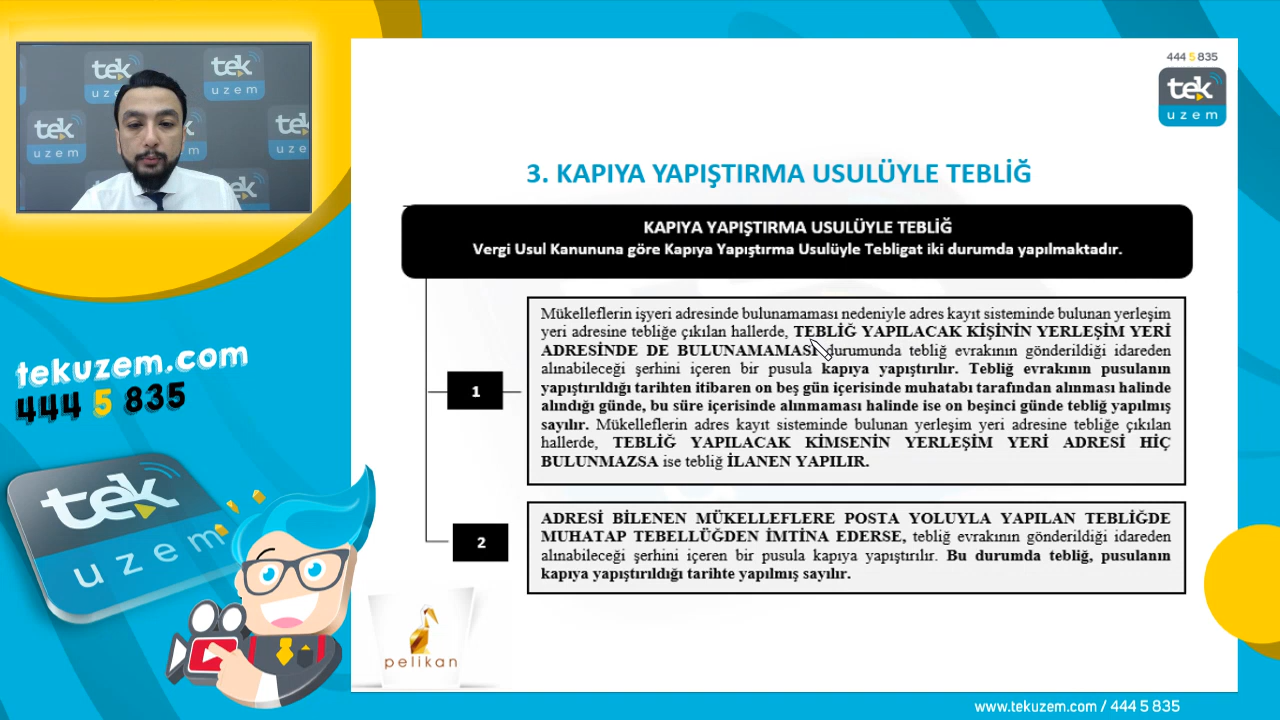 tek
uzem
tek
uzem
tek
uzem
tek
uzem
444 5 835
tek
uzem
3. KAPIYA YAPIŞTIRMA USULÜYLE TEBLİĞ
KAPIYA YAPIŞTIRMA USULÜYLE TEBLİĞ
Vergi Usul Kanununa göre Kapıya Yapıştırma Usulüyle Tebligat iki durumda yapılmaktadır.
1
Mükelleflerin işyeri adresinde bulunamaması nedeniyle adres kayıt sisteminde bulunan yerleşim
yeri adresine tebliğe çıkılan hallerde, TEBLİĞ YAPILACAK KİŞİNİN YERLEŞİM YERİ
ADRESİNDE DE BULUNAMAMASI durumunda tebliğ evrakının gönderildiği idareden
alınabileceği şerhini içeren bir pusula kapıya yapıştırılır. Tebliğ evrakının pusulanın
yapıştırıldığı tarihten itibaren on beş gün içerisinde muhatabı tarafından alınması halinde
alındığı günde, bu süre içerisinde alınmaması halinde ise on beşinci günde tebliğ yapılmış
sayılır. Mükelleflerin adres kayıt sisteminde bulunan yerleşim yeri adresine tebliğe çıkılan
hallerde, TEBLİĞ YAPILACAK KİMSENİN YERLEŞİM YERİ ADRESİ HİÇ
BULUNMAZSA ise tebliğ İLANEN YAPILIR.
2
ADRESİ BİLENEN MÜKELLEFLERE POSTA YOLUYLA YAPILAN TEBLİĞDE
MUHATAP TEBELLÜĞDEN İMTİNA EDERSE, tebliğ evrakının gönderildiği idareden
alınabileceği şerhini içeren bir pusula kapıya yapıştırılır. Bu durumda tebliğ, pusulanın
kapıya yapıştırıldığı tarihte yapılmış sayılır.
tekuzem.com
444 5 835
tek
uzem
pelikan
www.tekuzem.com / 444 5 835